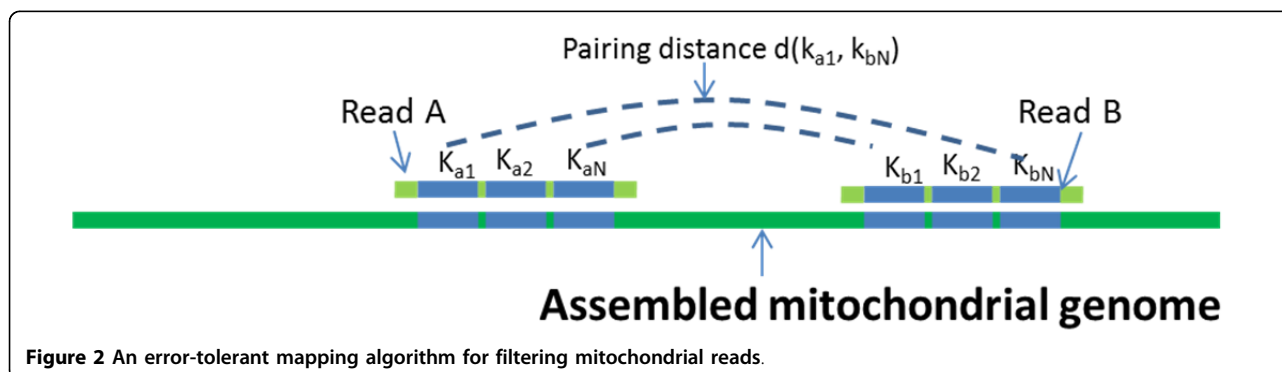 Pairing distance d(ka1, kbN)
Read A
Read B
Ka1 Ka2 KaN
Kb1 Kb2 KbN
Assembled mitochondrial genome
Figure 2 An error-tolerant mapping algorithm for filtering mitochondrial reads.